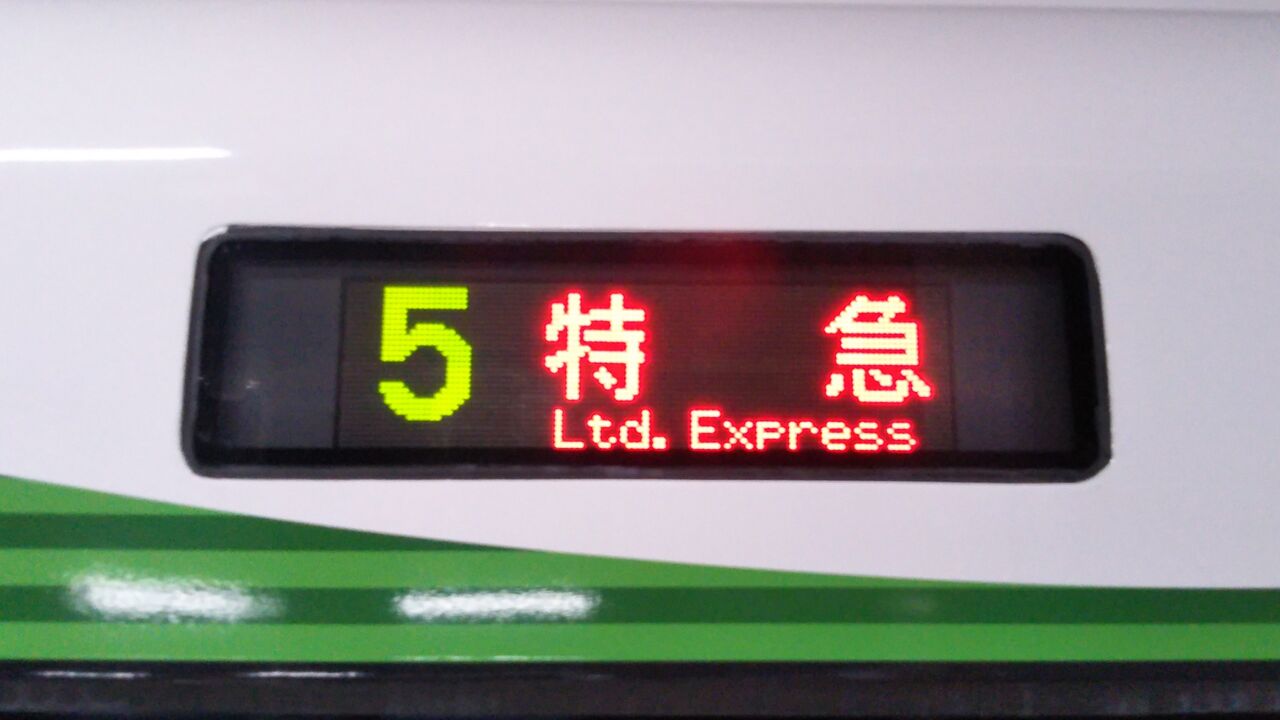 5 特急
Ltd. Express